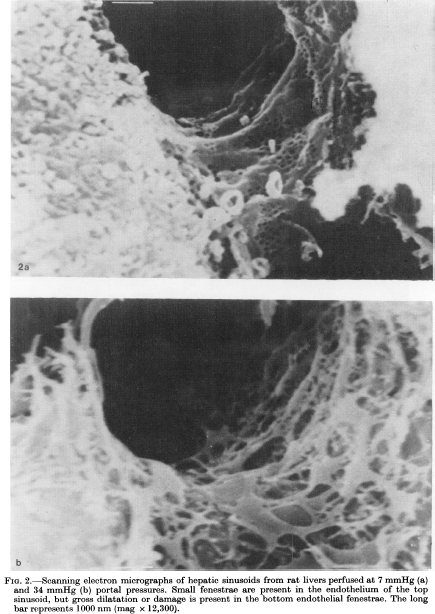 2a
b
FIG. 2.—Scanning electron micrographs of hepatic sinusoids from rat livers perfused at 7 mmHg (a)
and 34 mmHg (b) portal pressures. Small fenestrae are present in the endothelium of the top
sinusoid, but gross dilatation or damage is present in the bottom endothelial fenestrae. The long
bar represents 1000 nm (mag × 12,300).